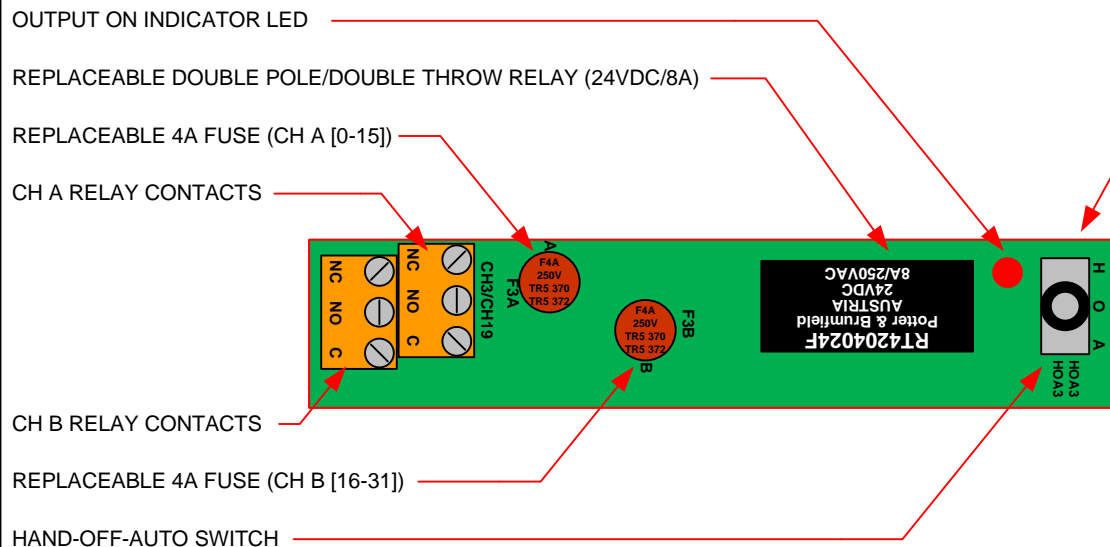 OUTPUT ON INDICATOR LED
REPLACEABLE DOUBLE POLE/DOUBLE THROW RELAY (24VDC/8A)
REPLACEABLE 4A FUSE (CH A [0-15])
CH A RELAY CONTACTS
NC
NO
C
NC
NO
C
CH3/CH19
A
F3A
F4A
250V
TR5 370
TR5 372
F4A
250V
TR5 370
TR5 372
B
F3B
RT4204024F
Potter & Brumfield
AUSTRIA
24VDC
8A/250VAC
H
O
A
HOA3
HOA3
CH B RELAY CONTACTS
REPLACEABLE 4A FUSE (CH B [16-31])
HAND-OFF-AUTO SWITCH